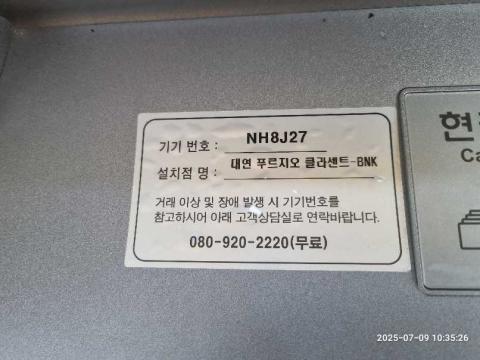 기기 번호 : NH8J27
설치점 명 : 대연 푸르지오 클라센트-BNK
거래 이상 및 장애 발생 시 기기번호를
참고하시어 아래 고객상담실로 연락바랍니다.
080-920-2220(무료)
현
Ca
2025-07-09 10:35:26